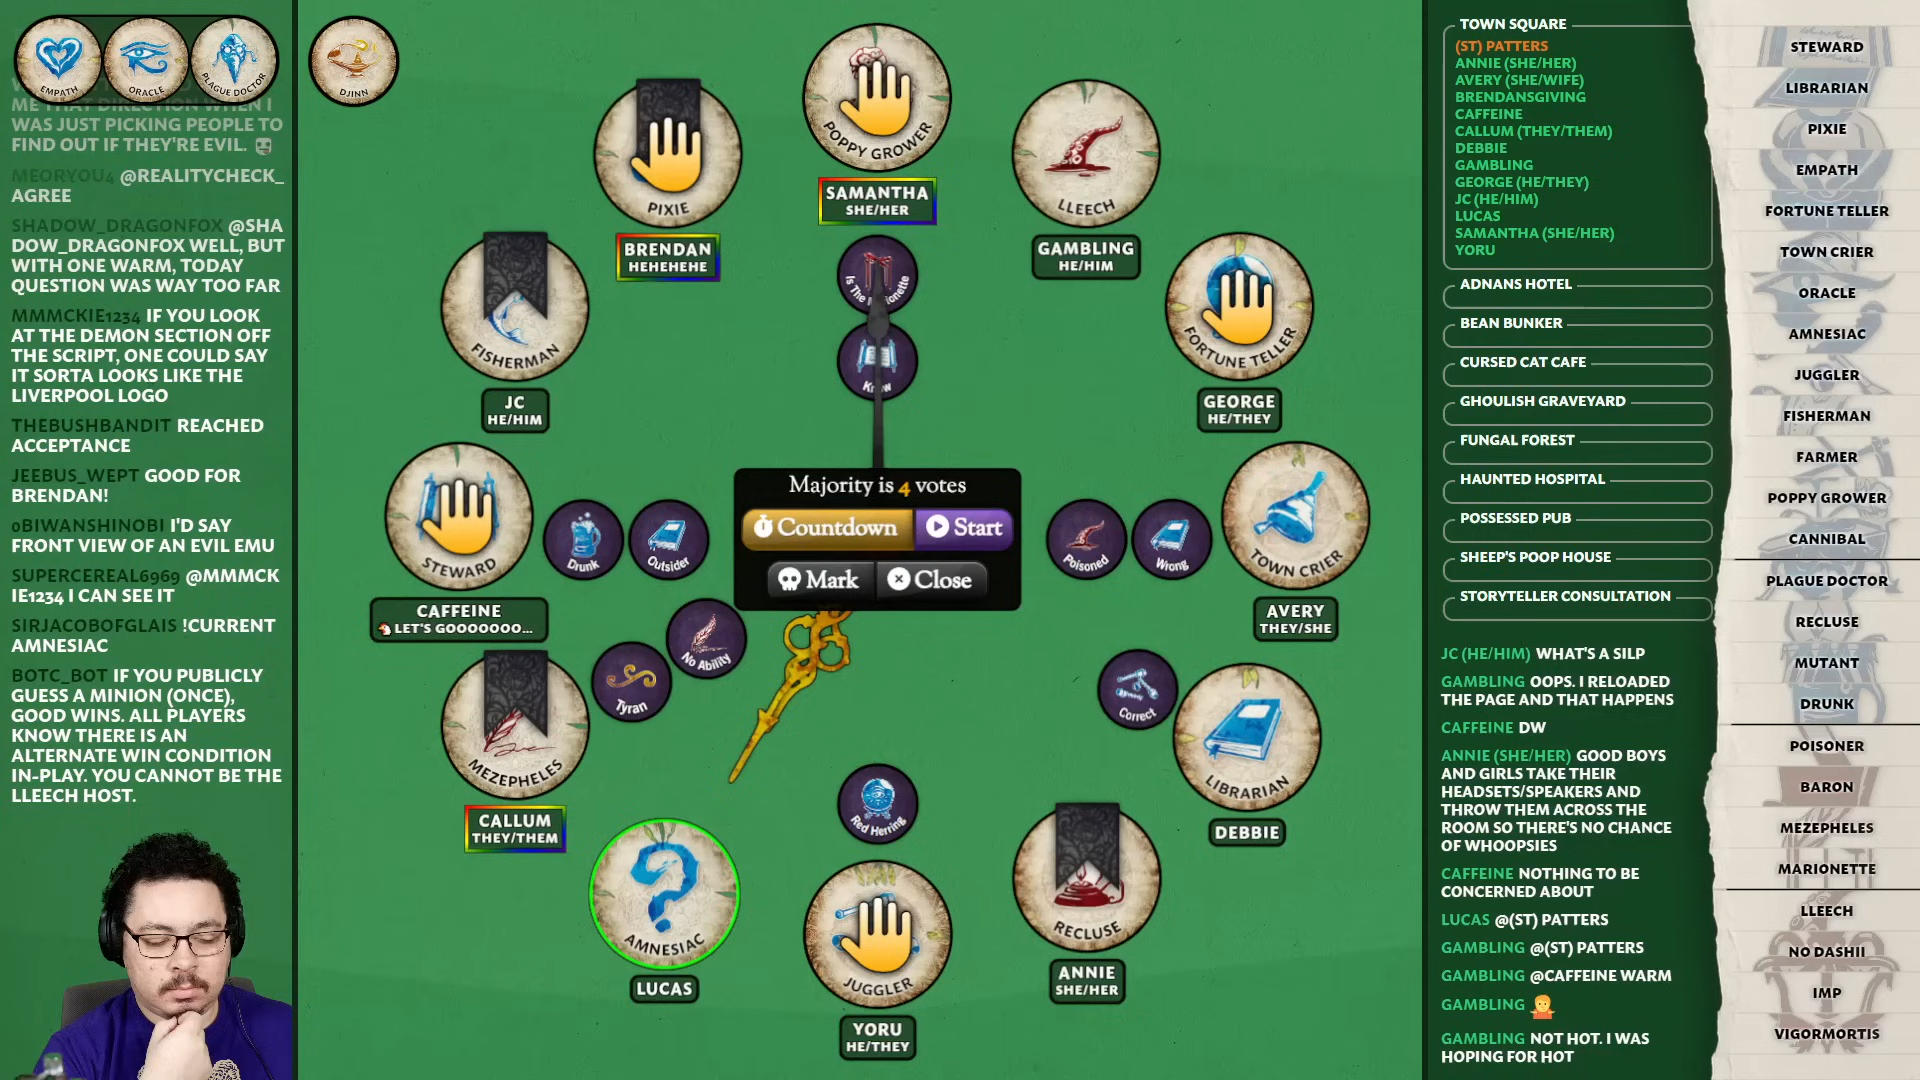 EMPATH
ORACLE
PLAGUE DOCTOR
DJINN
ME THAT DIRECTION WHEN I
WAS JUST PICKING PEOPLE TO
FIND OUT IF THEY'RE EVIL.
MEORYOU4 @REALITYCHECK_
AGREE
SHADOW_DRAGONFOX @SHA
DOW_DRAGONFOX WELL, BUT
WITH ONE WARM, TODAY
QUESTION WAS WAY TOO FAR
MMMCKIE1234 IF YOU LOOK
AT THE DEMON SECTION OFF
THE SCRIPT, ONE COULD SAY
IT SORTA LOOKS LIKE THE
LIVERPOOL LOGO
THEBUSHBANDIT REACHED
ACCEPTANCE
JEEBUS_WEPT GOOD FOR
BRENDAN!
0BIWANSHINOBI I'D SAY
FRONT VIEW OF AN EVIL EMU
SUPERCEREAL6969 @MMMCK
IE1234 I CAN SEE IT
SIRJACOBOFGLAIS !CURRENT
AMNESIAC
BOTC_BOT IF YOU PUBLICLY
GUESS A MINION (ONCE),
GOOD WINS. ALL PLAYERS
KNOW THERE IS AN
ALTERNATE WIN CONDITION
IN-PLAY. YOU CANNOT BE THE
LLEECH HOST.
POPPY GROWER
SAMANTHA
SHE/HER
PIXIE
BRENDAN
HEHEHEHE
LLEECH
GAMBLING
HE/HIM
FISHERMAN
JC
HE/HIM
FORTUNE TELLER
GEORGE
HE/THEY
Is The
Know
STEWARD
CAFFEINE
LET'S GOOOOOOO...
Drunk
Outsider
Majority is 4 votes
Countdown
Start
Mark
Close
Poisoned
Wrong
TOWN CRIER
AVERY
THEY/SHE
MEZEPHELES
CALLUM
THEY/THEM
Tyran
No Ability
Correct
LIBRARIAN
DEBBIE
AMNESIAC
LUCAS
Red Herring
JUGGLER
YORU
HE/THEY
RECLUSE
ANNIE
SHE/HER
TOWN SQUARE
(ST) PATTERS
ANNIE (SHE/HER)
AVERY (SHE/WIFE)
BRENDANSGIVING
CAFFEINE
CALLUM (THEY/THEM)
DEBBIE
GAMBLING
GEORGE (HE/THEY)
JC (HE/HIM)
LUCAS
SAMANTHA (SHE/HER)
YORU
ADNANS HOTEL
BEAN BUNKER
CURSED CAT CAFE
GHOULISH GRAVEYARD
FUNGAL FOREST
HAUNTED HOSPITAL
POSSESSED PUB
SHEEP'S POOP HOUSE
STORYTELLER CONSULTATION
JC (HE/HIM) WHAT'S A SILP
GAMBLING OOPS. I RELOADED
THE PAGE AND THAT HAPPENS
CAFFEINE DW
ANNIE (SHE/HER) GOOD BOYS
AND GIRLS TAKE THEIR
HEADSETS/SPEAKERS AND
THROW THEM ACROSS THE
ROOM SO THERE'S NO CHANCE
OF WHOOPSIES
CAFFEINE NOTHING TO BE
CONCERNED ABOUT
LUCAS @(ST) PATTERS
GAMBLING @(ST) PATTERS
GAMBLING @CAFFEINE WARM
GAMBLING
GAMBLING NOT HOT. I WAS
HOPING FOR HOT
STEWARD
LIBRARIAN
PIXIE
EMPATH
FORTUNE TELLER
TOWN CRIER
ORACLE
AMNESIAC
JUGGLER
FISHERMAN
FARMER
POPPY GROWER
CANNIBAL
PLAGUE DOCTOR
RECLUSE
MUTANT
DRUNK
POISONER
BARON
MEZEPHELES
MARIONETTE
LLEECH
NO DASHII
IMP
VIGORMORTIS